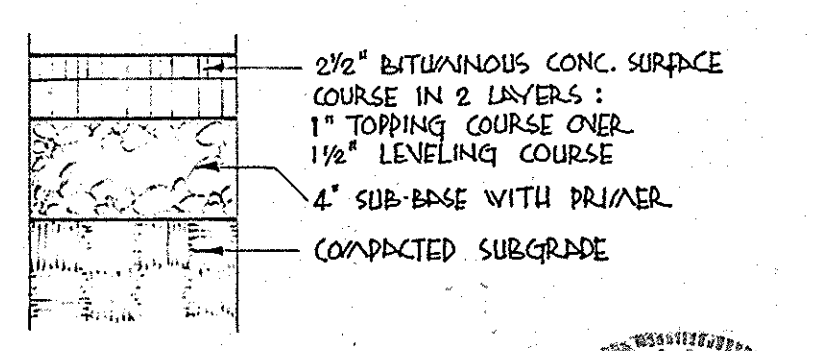 2½" BITUMINOUS CONC. SURFACE
COURSE IN 2 LAYERS :
1" TOPPING COURSE OVER
1½" LEVELING COURSE
4" SUB-BASE WITH PRIMER
COMPACTED SUBGRADE